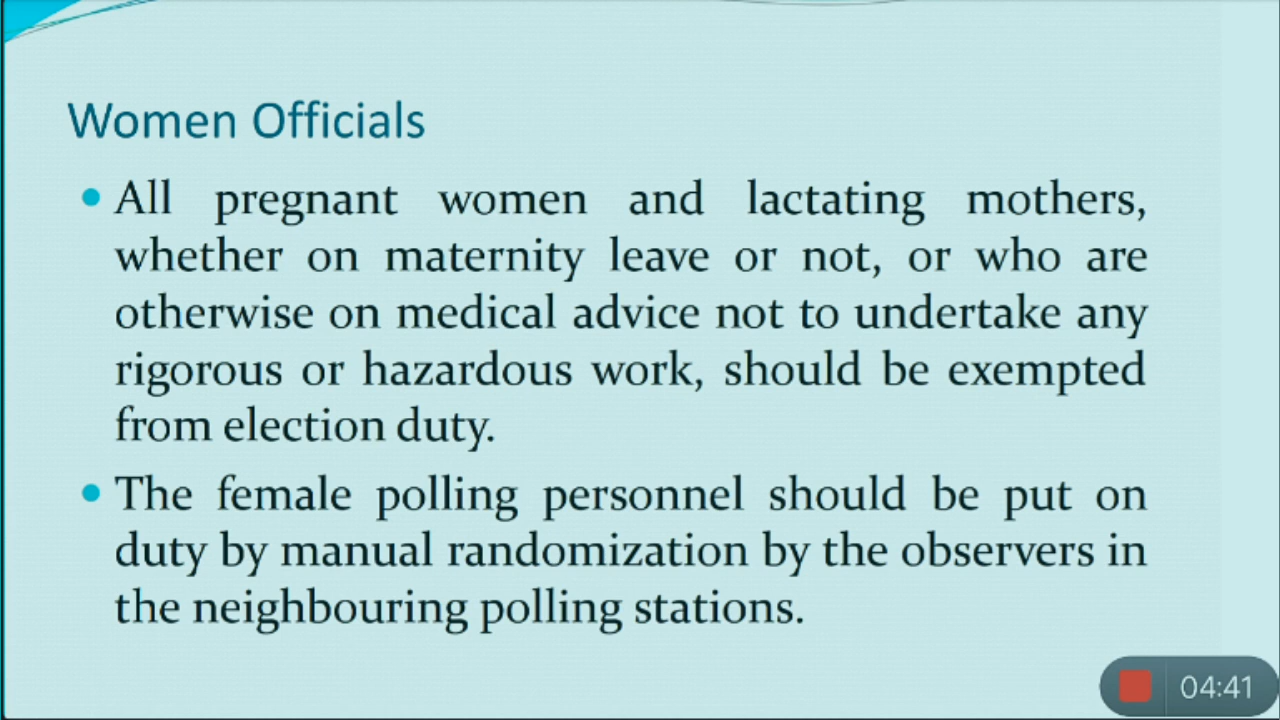 Women Officials
All pregnant women and lactating mothers,
whether on maternity leave or not, or who are
otherwise on medical advice not to undertake any
rigorous or hazardous work, should be exempted
from election duty.
The female polling personnel should be put on
duty by manual randomization by the observers in
the neighbouring polling stations.
04:41